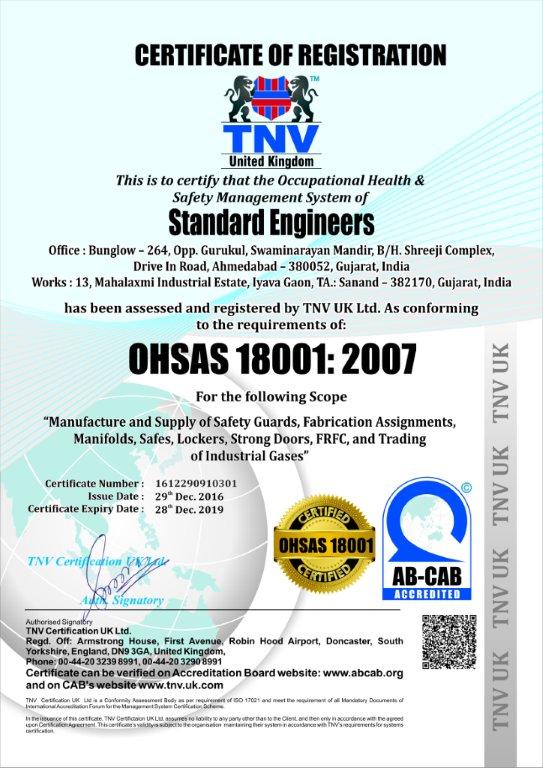 CERTIFICATE OF REGISTRATION
TM
TNV
United Kingdom
This is to certify that the Occupational Health &
Safety Management System of
Standard Engineers
Office : Bunglow – 264, Opp. Gurukul, Swaminarayan Mandir, B/H. Shreeji Complex,
Drive In Road, Ahmedabad – 380052, Gujarat, India
Works : 13, Mahalaxmi Industrial Estate, Iyava Gaon, TA.: Sanand – 382170, Gujarat, India
has been assessed and registered by TNV UK Ltd. As conforming
to the requirements of:
OHSAS 18001: 2007
For the following Scope
“Manufacture and Supply of Safety Guards, Fabrication Assignments,
Manifolds, Safes, Lockers, Strong Doors, FRFC, and Trading
of Industrial Gases”
Certificate Number : 1612290910301
Issue Date : 29th Dec. 2016
Certificate Expiry Date : 28th Dec. 2019
TNV Certification UK Ltd.
Auth. Signatory
CERTIFIED
OHSAS 18001
CERTIFIED
©
AB-CAB
ACCREDITED
TNV UK TNV UK TNV UK TNV UK
Authorised Signatory
TNV Certification UK Ltd.
Regd. Off: Armstrong House, First Avenue, Robin Hood Airport, Doncaster, South
Yorkshire, England, DN9 3GA, United Kingdom,
Phone: 00-44-20 3239 8991, 00-44-20 3290 8991
Certificate can be verified on Accreditation Board website: www.abcab.org
and on CAB's website www.tnv.uk.com
TNV Certification UK Ltd is a Conformity Assessment Body as per requirement of ISO 17021 and meet the requirement of all Mandatory Documents of
International Accreditation Forum for the Management System Certification Scheme.
In the issuance of this certificate, TNV Certification UK Ltd. assumes no liability to any party other than to the Client, and then only in accordance with the agreed
upon Certification Agreement. This certificate's validity is subject to the organisation maintaining their system in accordance with TNV's requirements for systems
certification.